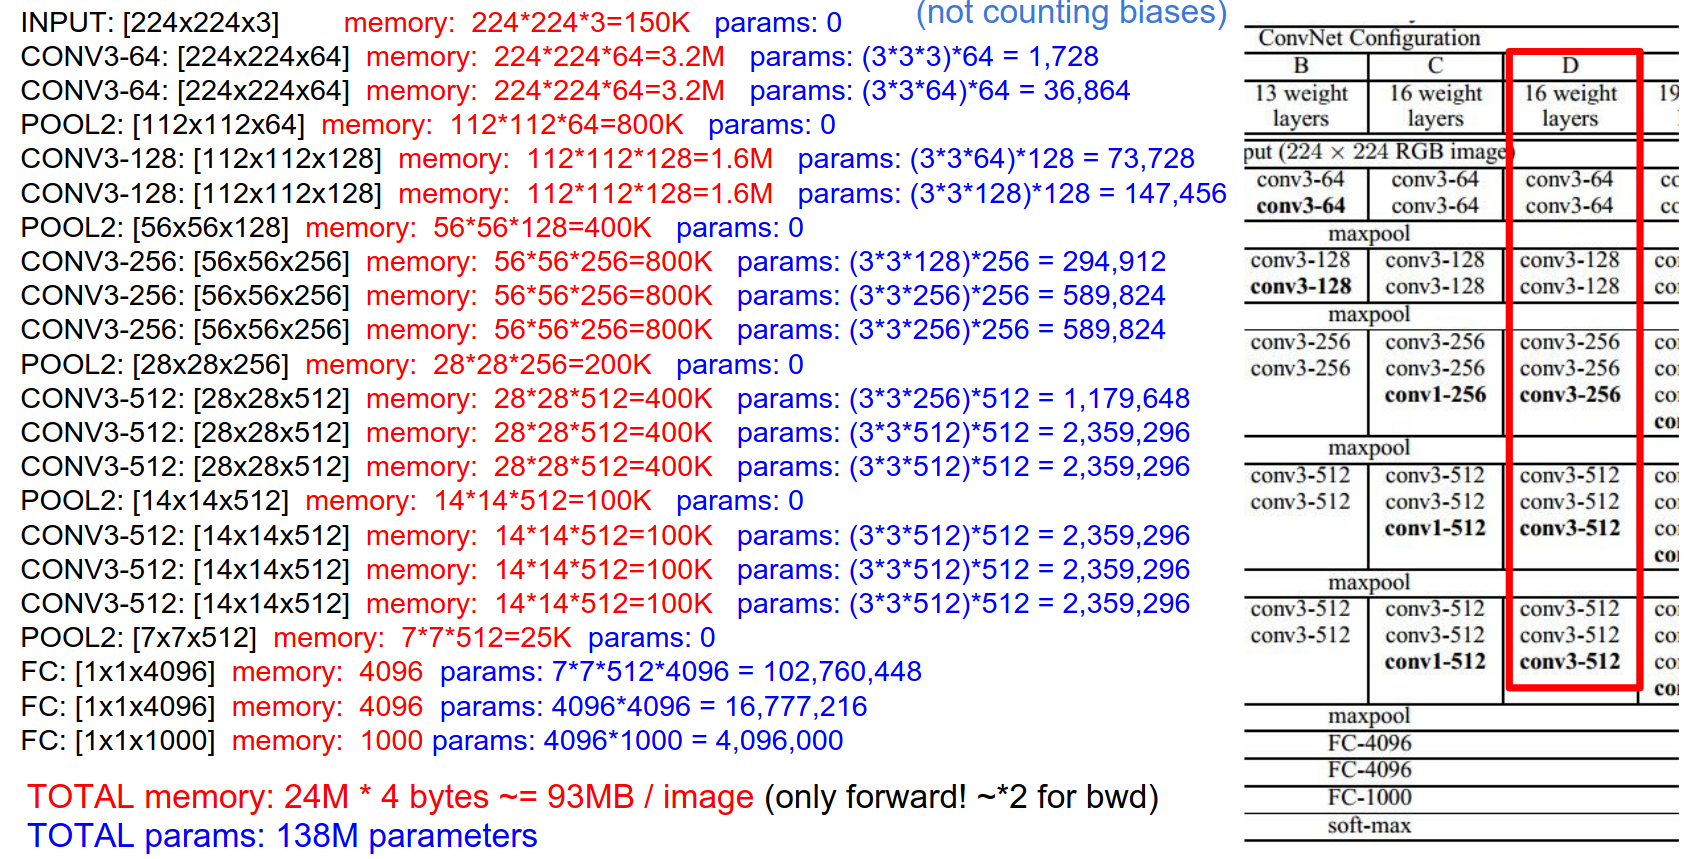 (not counting biases)
INPUT: [224x224x3] memory: 224*224*3=150K params: 0
CONV3-64: [224x224x64] memory: 224*224*64=3.2M params: (3*3*3)*64 = 1,728
CONV3-64: [224x224x64] memory: 224*224*64=3.2M params: (3*3*64)*64 = 36,864
POOL2: [112x112x64] memory: 112*112*64=800K params: 0
CONV3-128: [112x112x128] memory: 112*112*128=1.6M params: (3*3*64)*128 = 73,728
CONV3-128: [112x112x128] memory: 112*112*128=1.6M params: (3*3*128)*128 = 147,456
POOL2: [56x56x128] memory: 56*56*128=400K params: 0
CONV3-256: [56x56x256] memory: 56*56*256=800K params: (3*3*128)*256 = 294,912
CONV3-256: [56x56x256] memory: 56*56*256=800K params: (3*3*256)*256 = 589,824
CONV3-256: [56x56x256] memory: 56*56*256=800K params: (3*3*256)*256 = 589,824
POOL2: [28x28x256] memory: 28*28*256=200K params: 0
CONV3-512: [28x28x512] memory: 28*28*512=400K params: (3*3*256)*512 = 1,179,648
CONV3-512: [28x28x512] memory: 28*28*512=400K params: (3*3*512)*512 = 2,359,296
CONV3-512: [28x28x512] memory: 28*28*512=400K params: (3*3*512)*512 = 2,359,296
POOL2: [14x14x512] memory: 14*14*512=100K params: 0
CONV3-512: [14x14x512] memory: 14*14*512=100K params: (3*3*512)*512 = 2,359,296
CONV3-512: [14x14x512] memory: 14*14*512=100K params: (3*3*512)*512 = 2,359,296
CONV3-512: [14x14x512] memory: 14*14*512=100K params: (3*3*512)*512 = 2,359,296
POOL2: [7x7x512] memory: 7*7*512=25K params: 0
FC: [1x1x4096] memory: 4096 params: 7*7*512*4096 = 102,760,448
FC: [1x1x4096] memory: 4096 params: 4096*4096 = 16,777,216
FC: [1x1x1000] memory: 1000 params: 4096*1000 = 4,096,000
TOTAL memory: 24M * 4 bytes ~= 93MB / image (only forward! ~*2 for bwd)
TOTAL params: 138M parameters
ConvNet Configuration
B C D
13 weight 16 weight 16 weight 19
layers layers layers
put (224 × 224 RGB image)
conv3-64 conv3-64 conv3-64
conv3-64 conv3-64 conv3-64
maxpool
conv3-128 conv3-128 conv3-128
conv3-128 conv3-128 conv3-128
maxpool
conv3-256 conv3-256 conv3-256
conv3-256 conv3-256 conv3-256
conv1-256 conv3-256
maxpool
conv3-512 conv3-512 conv3-512
conv3-512 conv3-512 conv3-512
conv1-512 conv3-512
maxpool
conv3-512 conv3-512 conv3-512
conv3-512 conv3-512 conv3-512
conv1-512 conv3-512
maxpool
FC-4096
FC-4096
FC-1000
soft-max